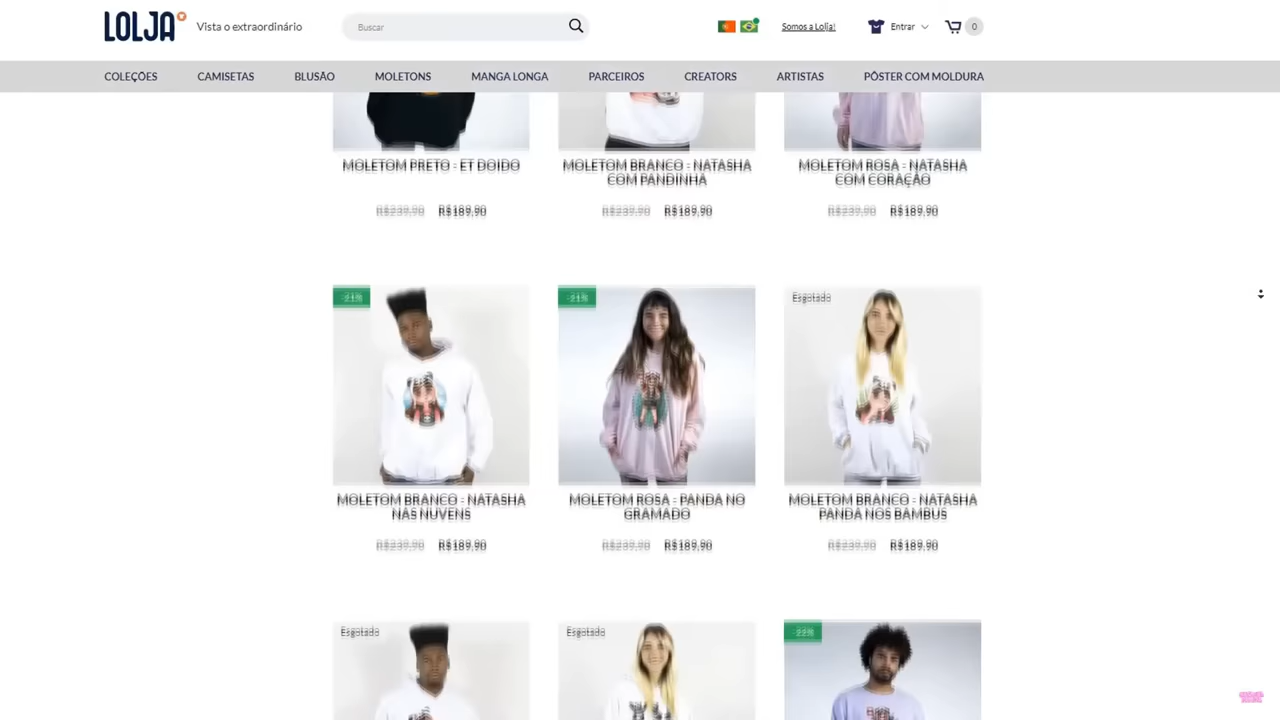 LOLJA
Vista o extraordinário
Buscar
Somos a Lolja!
Entrar
0
COLEÇÕES
CAMISETAS
BLUSÃO
MOLETONS
MANGA LONGA
PARCEIROS
CREATORS
ARTISTAS
PÔSTER COM MOLDURA
MOLETOM PRETO - ET DOIDO
R$239,90 R$189,90
MOLETOM BRANCO - NATASHA
COM PANDINHA
R$239,90 R$189,90
MOLETOM ROSA - NATASHA
COM CORAÇÃO
R$239,90 R$189,90
-21%
MOLETOM BRANCO - NATASHA
NAS NUVENS
R$239,90 R$189,90
-21%
MOLETOM ROSA - PANDA NO
GRAMADO
R$239,90 R$189,90
Esgotado
MOLETOM BRANCO - NATASHA
PANDA NOS BAMBUS
R$239,90 R$189,90
Esgotado
Esgotado
-22%